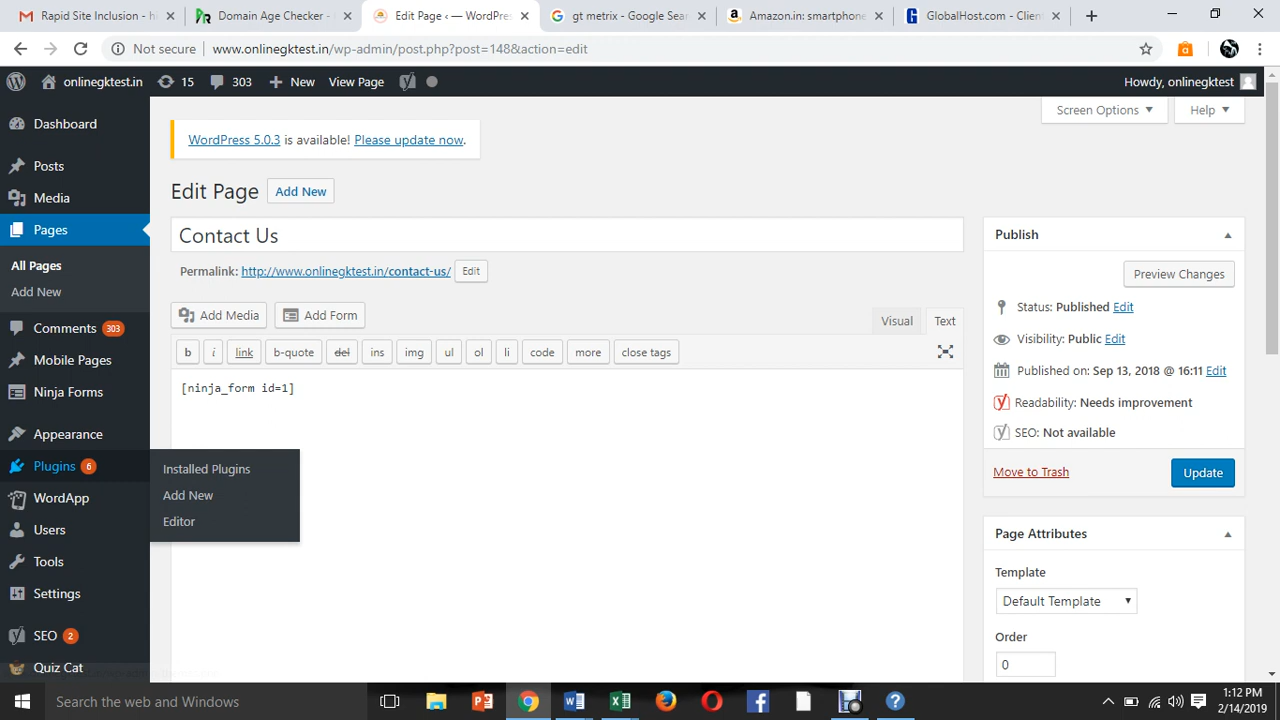 Rapid Site Inclusion - hi
Domain Age Checker -
Edit Page ‹ — WordPres
gt metrix - Google Sear
Amazon.in: smartphone
GlobalHost.com - Clien
Not secure
www.onlinegktest.in/wp-admin/post.php?post=148&action=edit
onlinegktest.in
15
303
New
View Page
Howdy, onlinegktest
Screen Options
Help
WordPress 5.0.3 is available! Please update now.
Edit Page
Add New
Contact Us
Permalink: http://www.onlinegktest.in/contact-us/
Edit
Add Media
Add Form
Visual
Text
b
i
link
b-quote
del
ins
img
ul
ol
li
code
more
close tags
[ninja_form id=1]
Dashboard
Posts
Media
Pages
All Pages
Add New
Comments 303
Mobile Pages
Ninja Forms
Appearance
Plugins 6
Installed Plugins
Add New
Editor
WordApp
Users
Tools
Settings
SEO 2
Quiz Cat
Publish
Preview Changes
Status: Published Edit
Visibility: Public Edit
Published on: Sep 13, 2018 @ 16:11 Edit
Readability: Needs improvement
SEO: Not available
Move to Trash
Update
Page Attributes
Template
Default Template
Order
0
Search the web and Windows
1:12 PM
2/14/2019